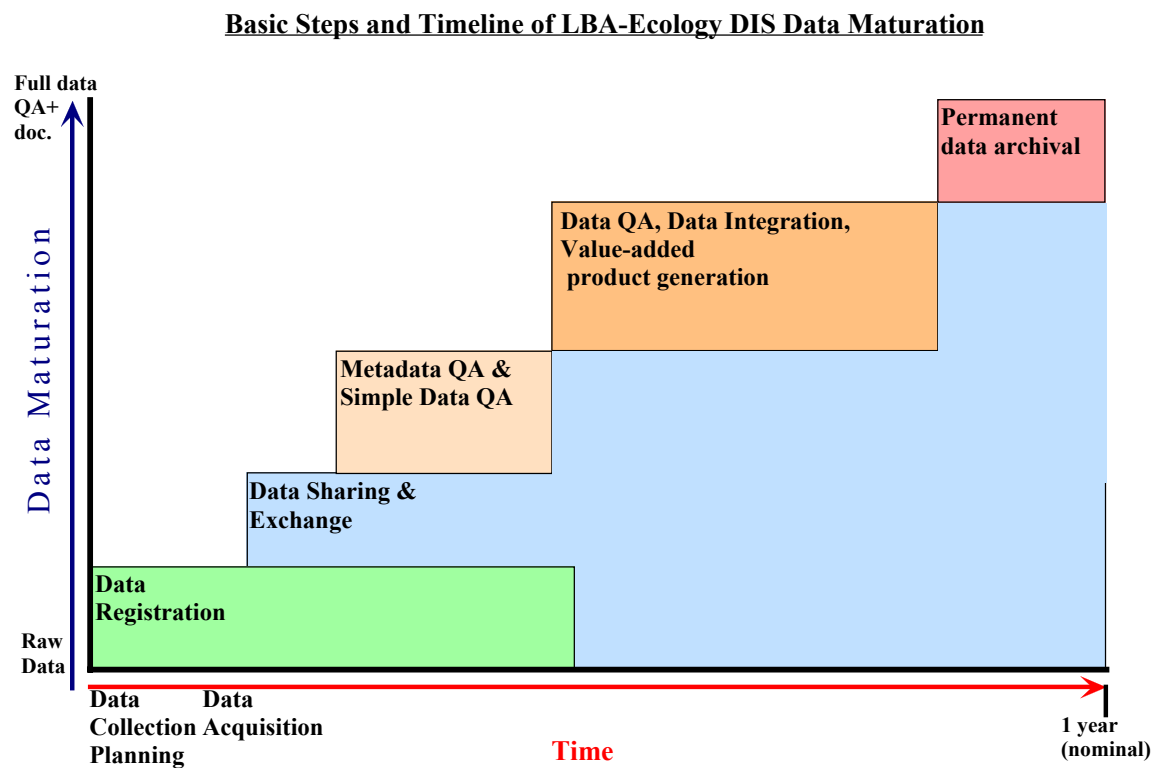 Basic Steps and Timeline of LBA-Ecology DIS Data Maturation
Full data
QA+
doc.
Permanent
data archival
Data QA, Data Integration,
Value-added
product generation
Data Maturation
Metadata QA &
Simple Data QA
Data Sharing &
Exchange
Data
Registration
Raw
Data
Data
Collection
Planning
Data
Acquisition
Time
1 year
(nominal)